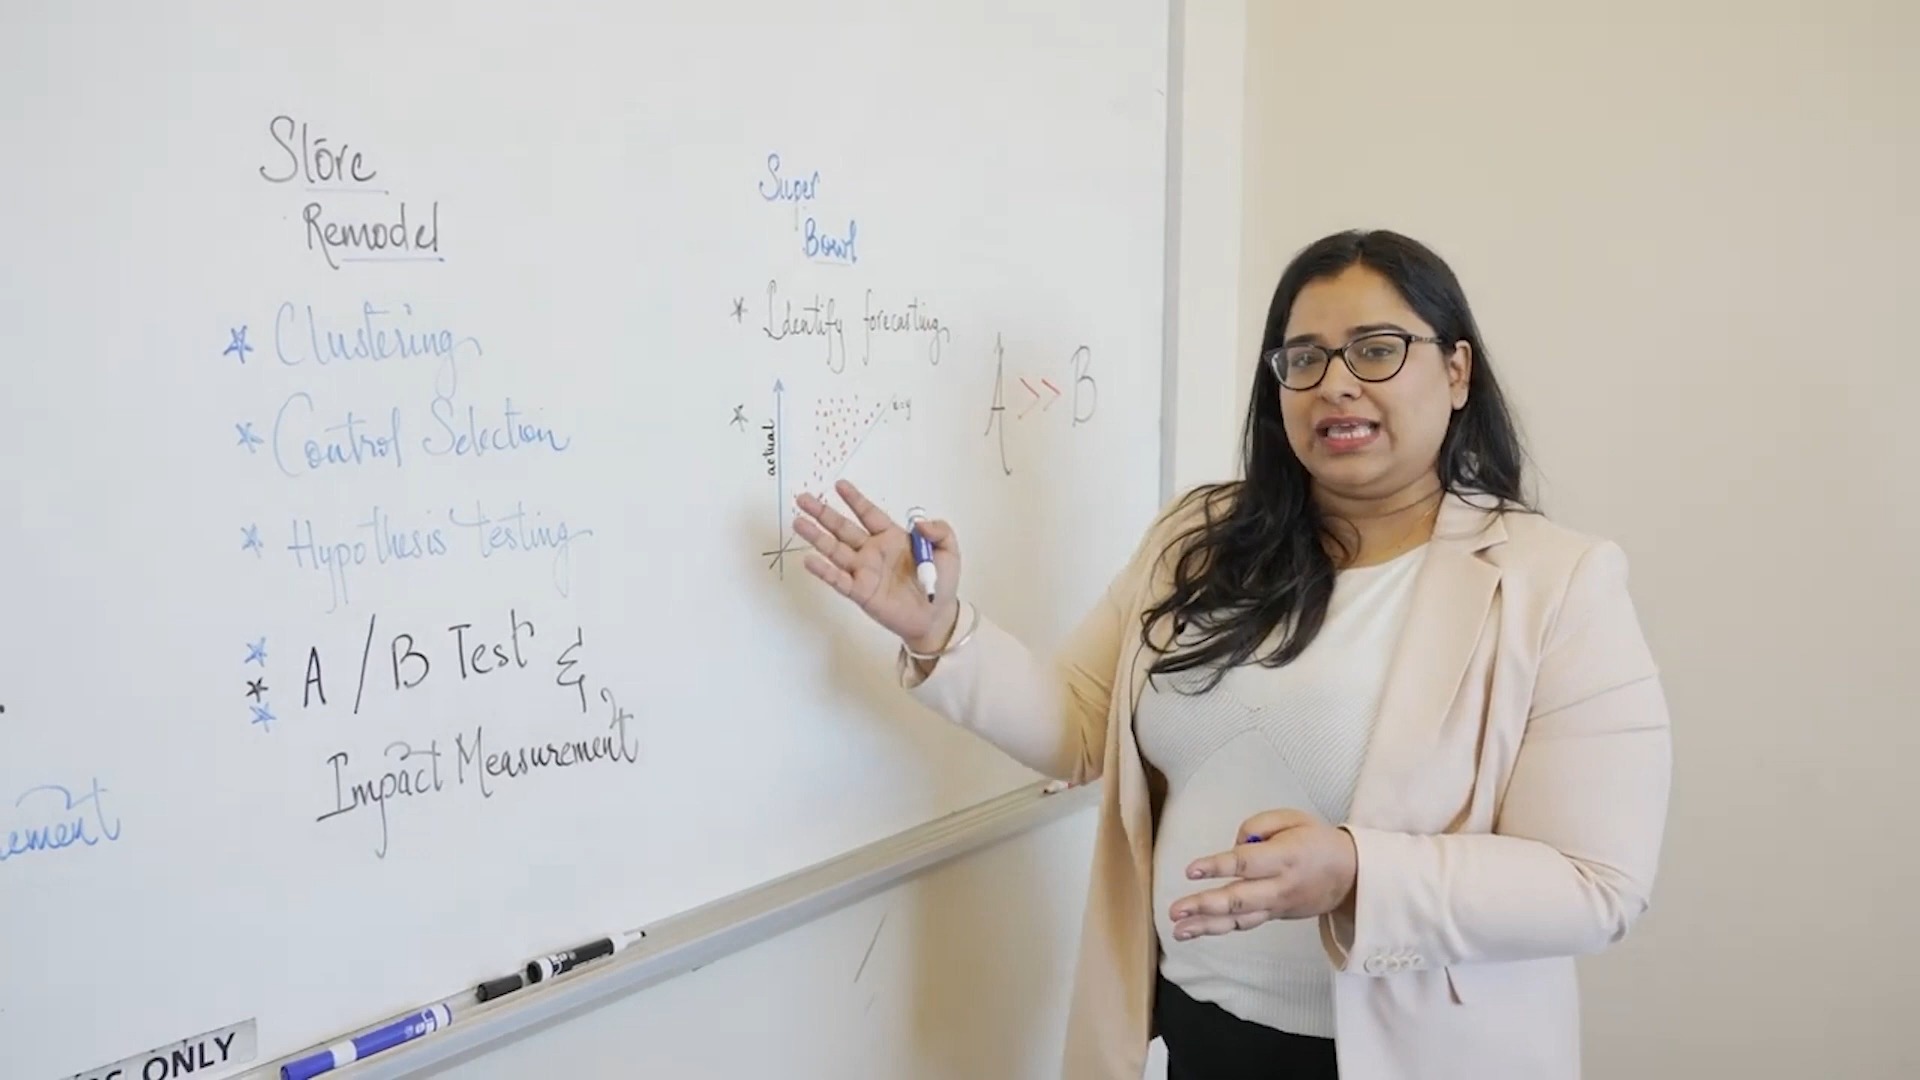 Store
Remodel
* Clustering
* Control Selection
* Hypothesis testing
* A/B Test &
* Impact Measurement
*
Super
Bowl
* Identify forecasting
*
actual
x=y
A >> B
ONLY